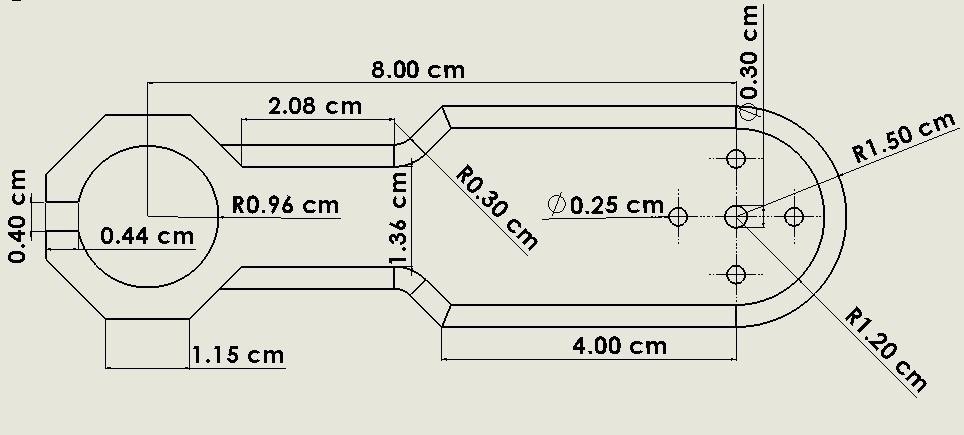 8.00 cm
∅0.30 cm
2.08 cm
R1.50 cm
R0.30 cm
0.40 cm
R0.96 cm
1.36 cm
∅0.25 cm
0.44 cm
R1.20 cm
1.15 cm
4.00 cm